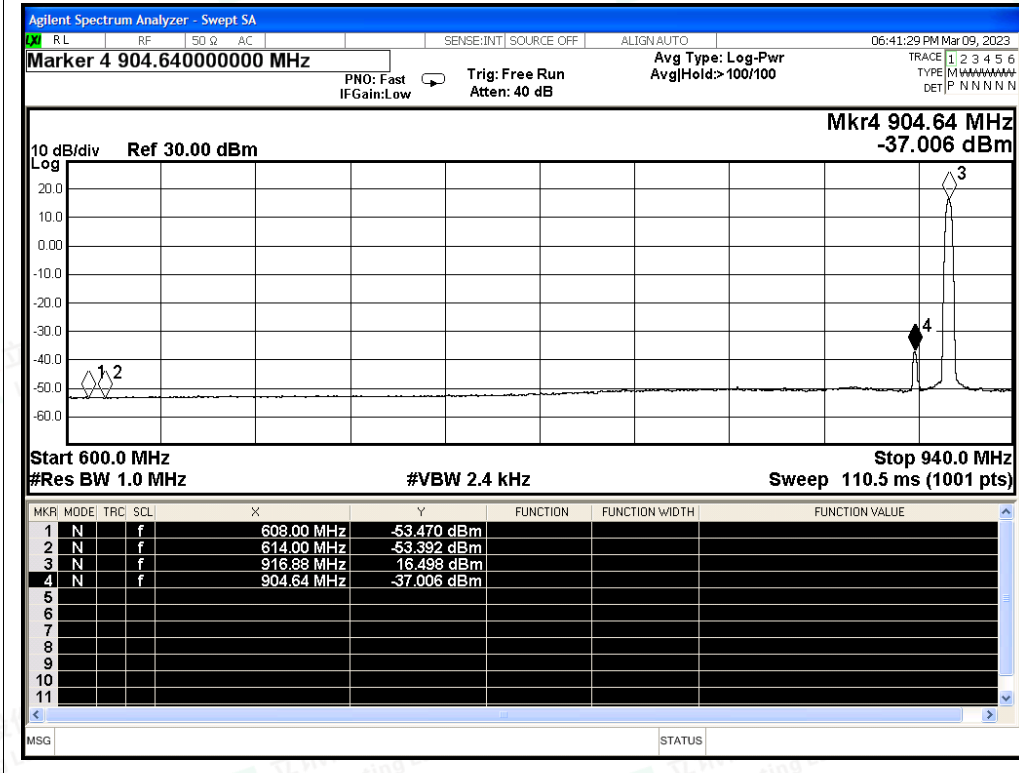 Agilent Spectrum Analyzer - Swept SA
LXI RL RF 50 Ω AC SENSE:INT SOURCE OFF ALIGN AUTO 06:41:29 PM Mar 09, 2023
Marker 4 904.640000000 MHz
PNO: Fast
IFGain:Low
Trig: Free Run
Atten: 40 dB
Avg Type: Log-Pwr
Avg|Hold:> 100/100
TRACE 1 2 3 4 5 6
TYPE M
DET P N N N N N
Mkr4 904.64 MHz
-37.006 dBm
10 dB/div Ref 30.00 dBm
Log
20.0
10.0
0.00
-10.0
-20.0
-30.0
-40.0
-50.0
-60.0
1
2
3
4
Start 600.0 MHz Stop 940.0 MHz
#Res BW 1.0 MHz #VBW 2.4 kHz Sweep 110.5 ms (1001 pts)
MKR MODE TRC SCL X Y FUNCTION FUNCTION WIDTH FUNCTION VALUE
1 N f 608.00 MHz -53.470 dBm
2 N f 614.00 MHz -53.392 dBm
3 N f 916.88 MHz 16.498 dBm
4 N f 904.64 MHz -37.006 dBm
5
6
7
8
9
10
11
MSG STATUS